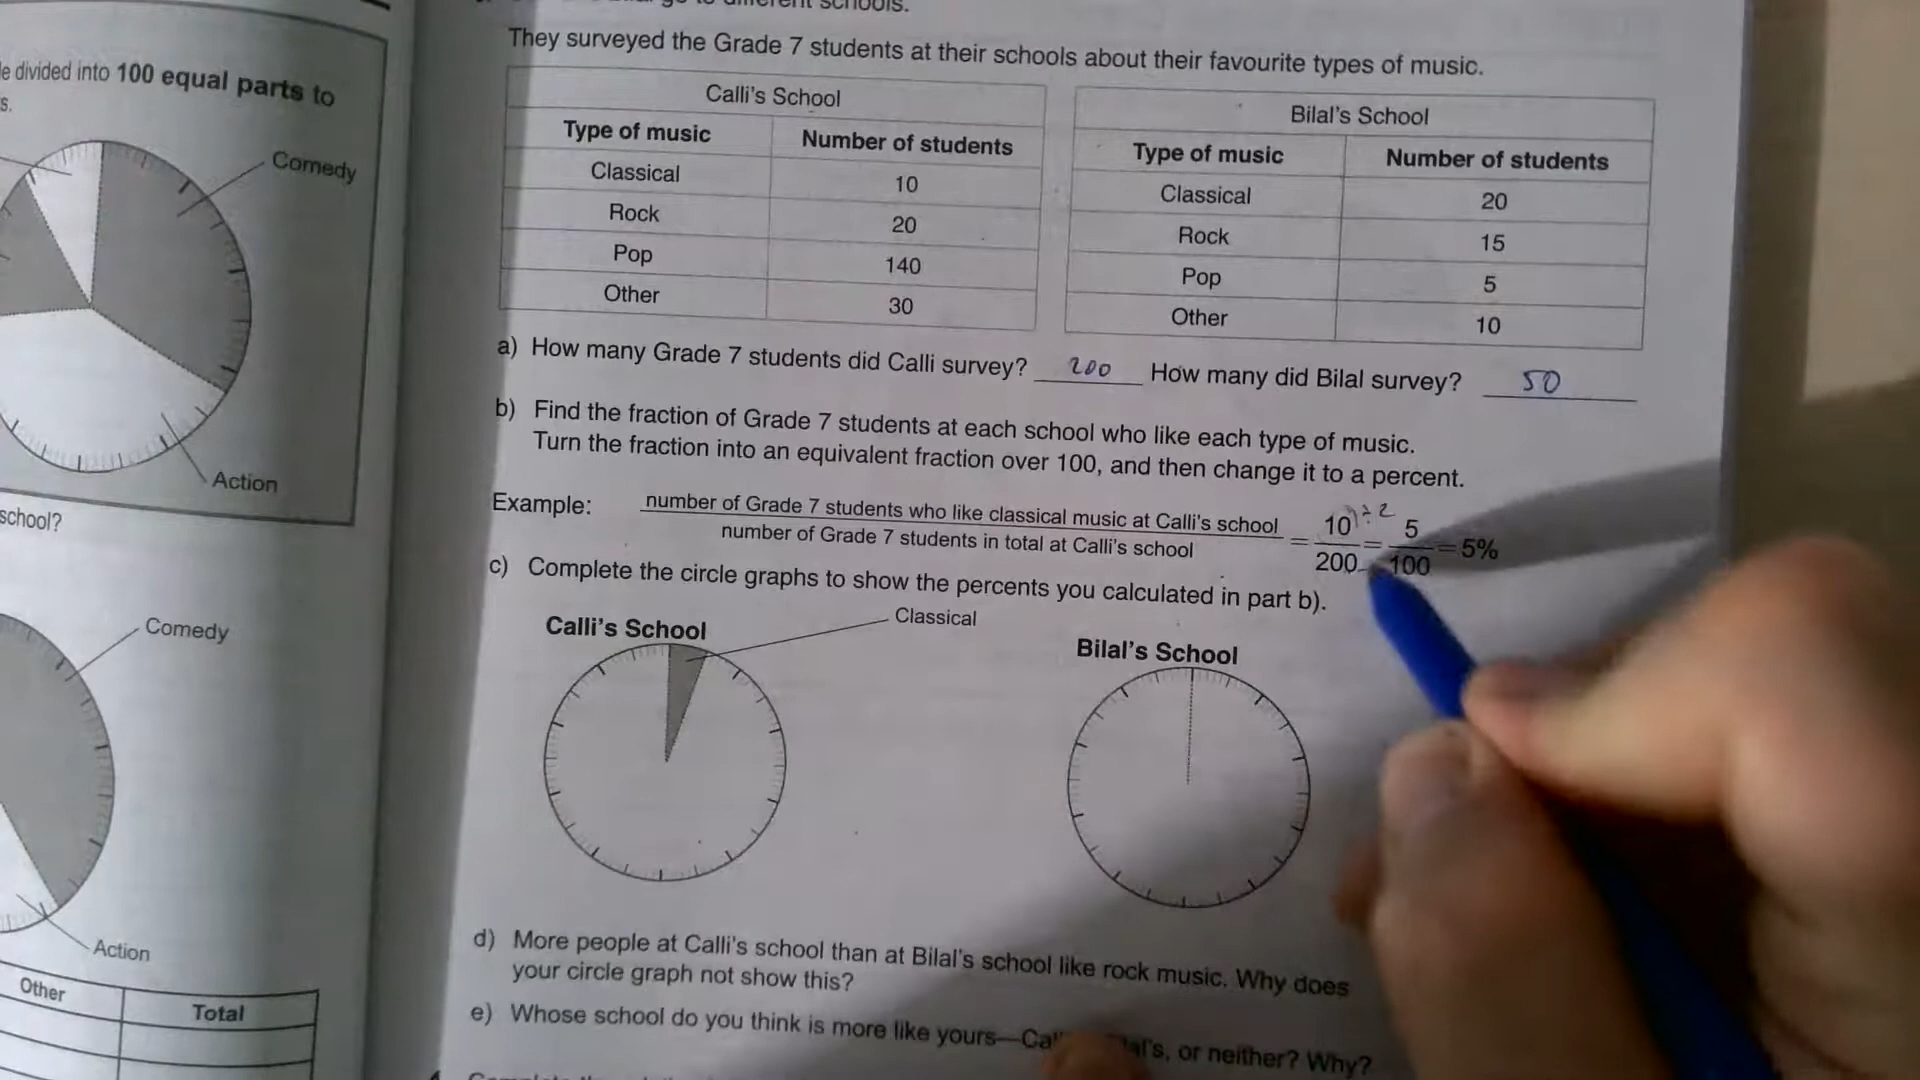 different schools.
They surveyed the Grade 7 students at their schools about their favourite types of music.
Calli's School
Type of music Number of students
Classical 10
Rock 20
Pop 140
Other 30
Bilal's School
Type of music Number of students
Classical 20
Rock 15
Pop 5
Other 10
a) How many Grade 7 students did Calli survey? 200 How many did Bilal survey? 50
b) Find the fraction of Grade 7 students at each school who like each type of music.
Turn the fraction into an equivalent fraction over 100, and then change it to a percent.
Example: number of Grade 7 students who like classical music at Calli's school
number of Grade 7 students in total at Calli's school
= 10/200 = 5/100 = 5%
÷ 2
c) Complete the circle graphs to show the percents you calculated in part b).
Calli's School
Classical
Bilal's School
d) More people at Calli's school than at Bilal's school like rock music. Why does
your circle graph not show this?
e) Whose school do you think is more like yours—, or neither? Why?
divided into 100 equal parts to
Comedy
Action
school?
Comedy
Action
Other Total